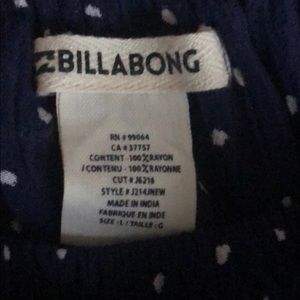 BILLABONG
RN # 99064
CA # 37757
CONTENT - 100% RAYON
/ CONTENU - 100% RAYONNE
CUT # J6216
STYLE # J214JNEW
MADE IN INDIA
FABRIQUE EN INDE
SIZE : L / TAILLE : G